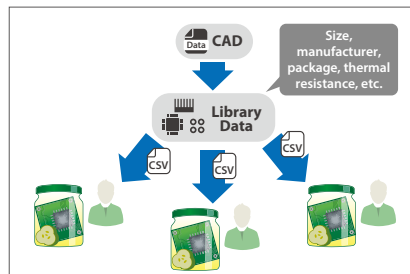 Data CAD
Size,
manufacturer,
package, thermal
resistance, etc.
Library
Data
CSV
CSV
CSV